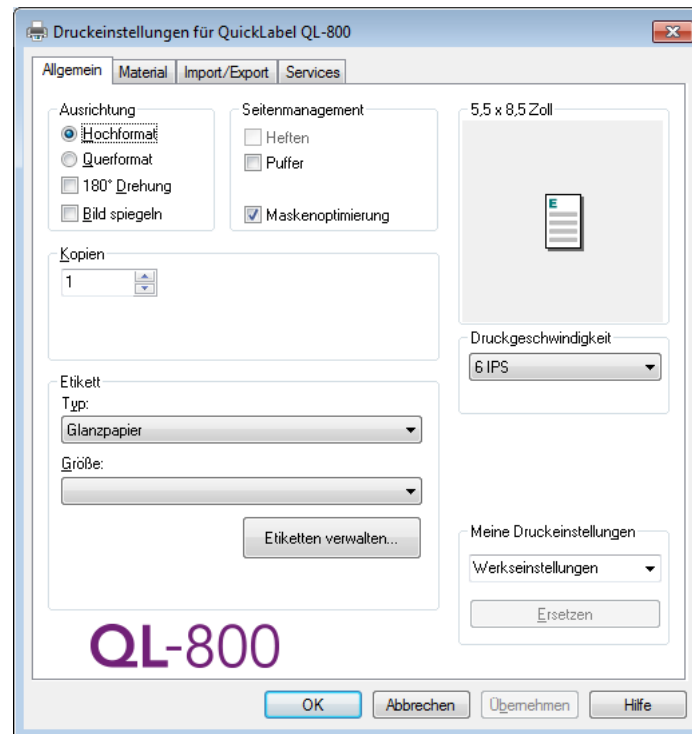 Druckeinstellungen für QuickLabel QL-800
Allgemein
Material
Import/Export
Services
Ausrichtung
Hochformat
Querformat
180° Drehung
Bild spiegeln
Seitenmanagement
Heften
Puffer
Maskenoptimierung
5,5 x 8,5 Zoll
E
Kopien
1
Druckgeschwindigkeit
6 IPS
Etikett
Typ:
Glanzpapier
Größe:
Etiketten verwalten...
Meine Druckeinstellungen
Werkseinstellungen
Ersetzen
QL-800
OK
Abbrechen
Übernehmen
Hilfe